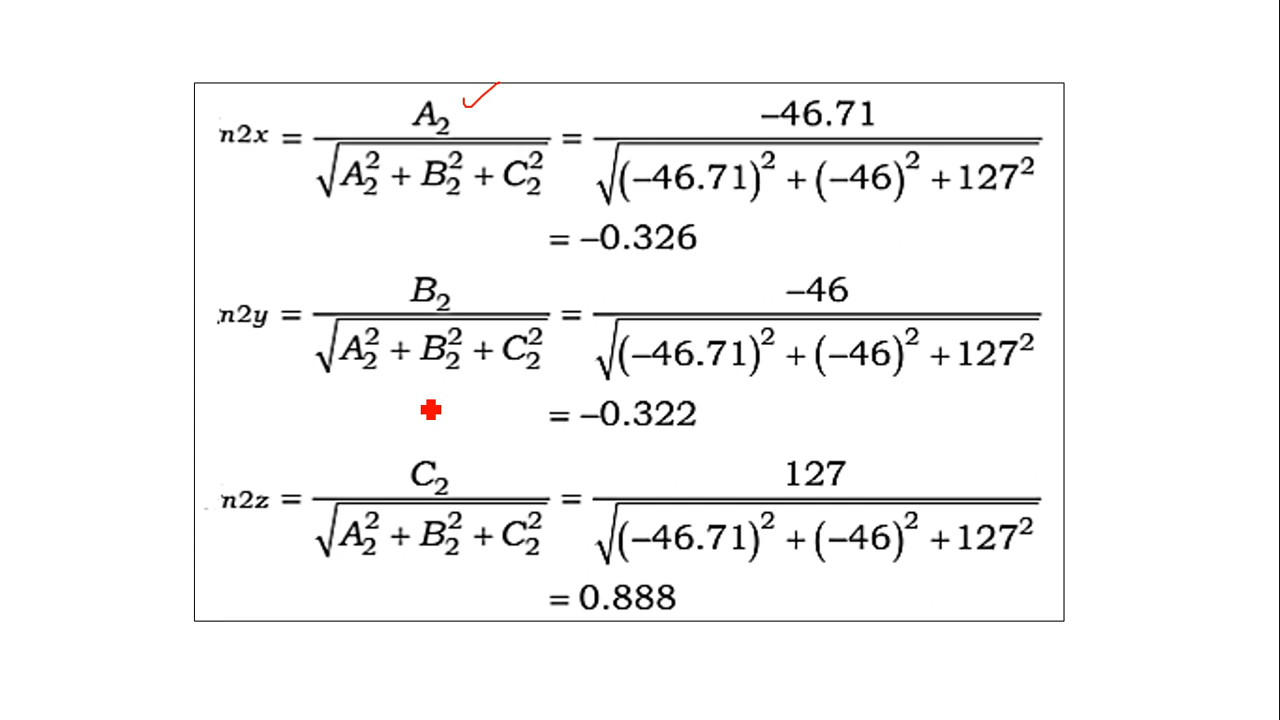 n2x = A₂ / √(A₂² + B₂² + C₂²) = –46.71 / √((–46.71)² + (–46)² + 127²)
= –0.326
n2y = B₂ / √(A₂² + B₂² + C₂²) = –46 / √((–46.71)² + (–46)² + 127²)
= –0.322
n2z = C₂ / √(A₂² + B₂² + C₂²) = 127 / √((–46.71)² + (–46)² + 127²)
= 0.888